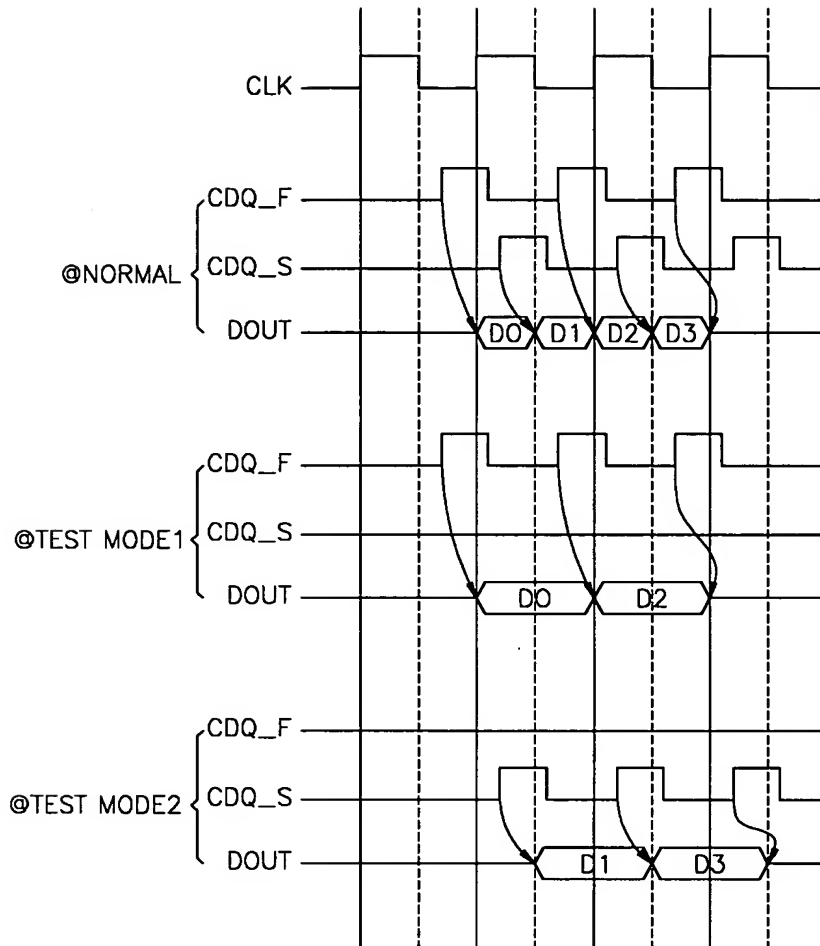 CLK
@NORMAL
CDQ_F
CDQ_S
DOUT
D0 D1 D2 D3
@TEST MODE1
CDQ_F
CDQ_S
DOUT
D0 D2
@TEST MODE2
CDQ_F
CDQ_S
DOUT
D1 D3